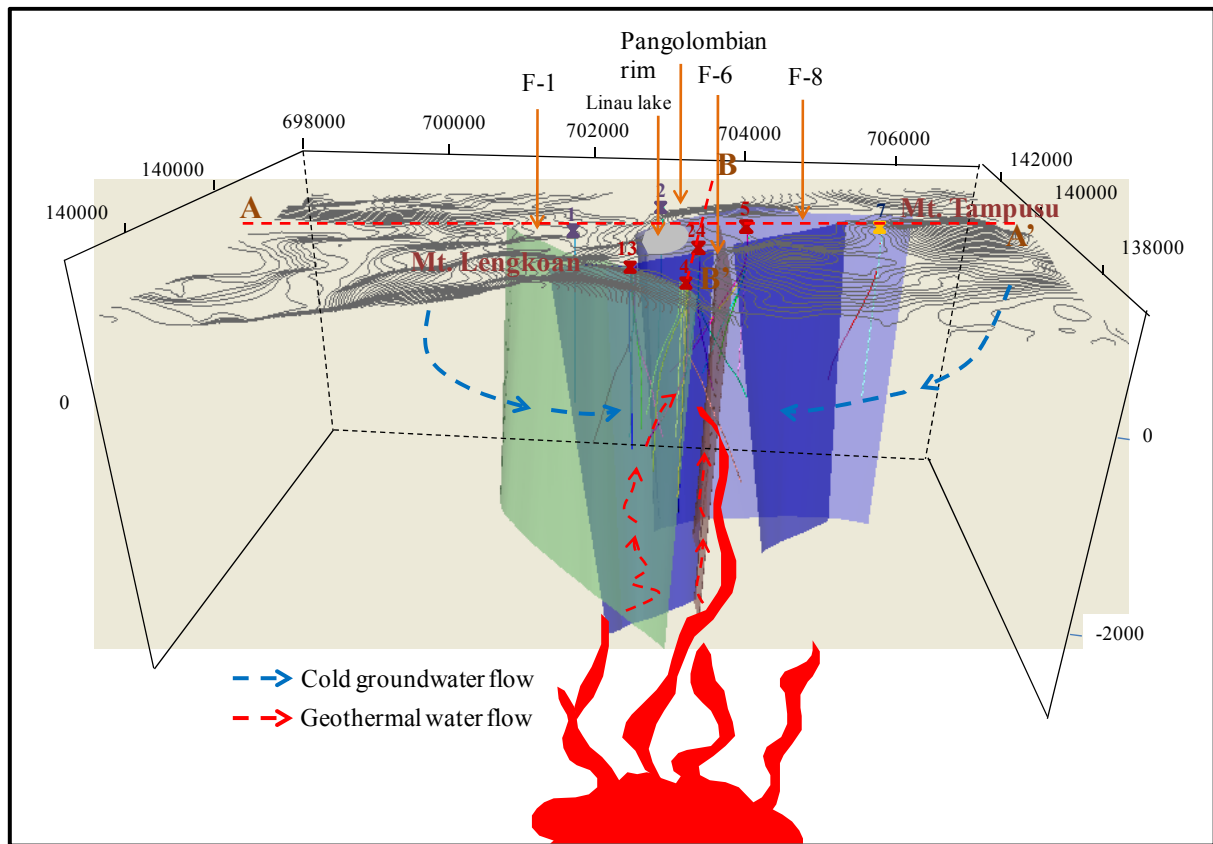 Pangolombian
rim
F-1
F-6
F-8
Linau lake
698000
700000
702000
704000
706000
142000
140000
140000
140000
138000
B
A
1
2
5
7
Mt. Tampusu
A'
24
13
Mt. Lengkoan
4
B'
0
0
-2000
Cold groundwater flow
Geothermal water flow